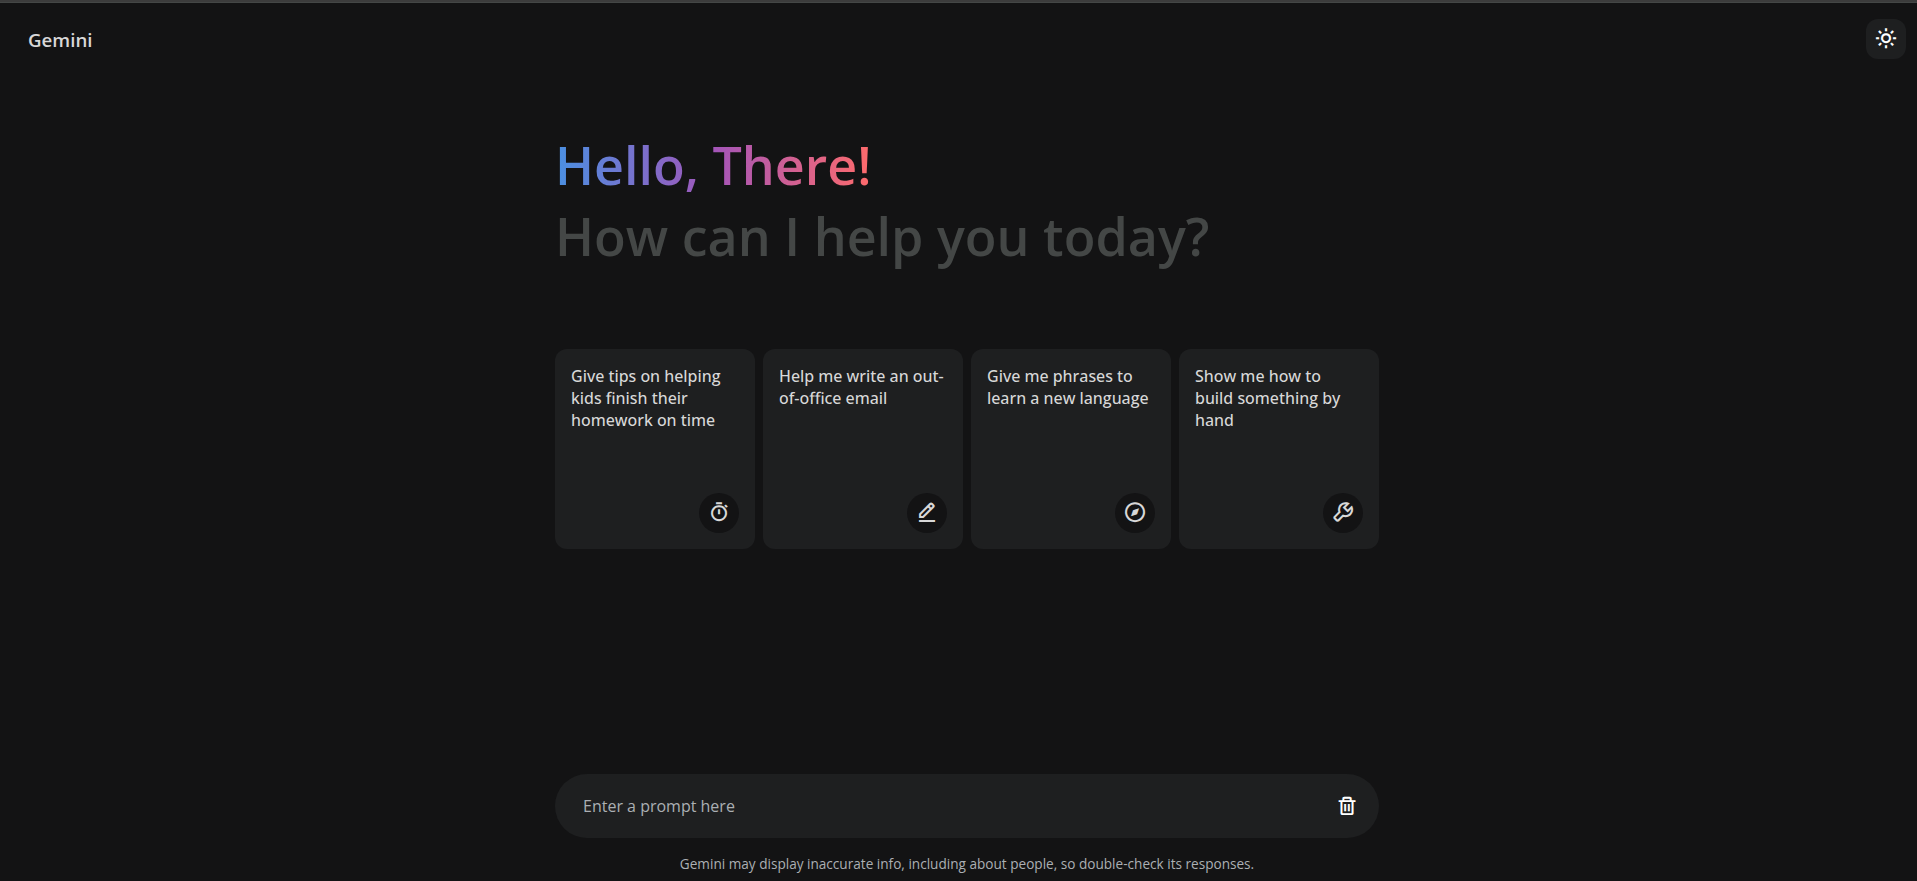 Gemini
Hello, There!
How can I help you today?
Give tips on helping
kids finish their
homework on time
Help me write an out-
of-office email
Give me phrases to
learn a new language
Show me how to
build something by
hand
Enter a prompt here
Gemini may display inaccurate info, including about people, so double-check its responses.